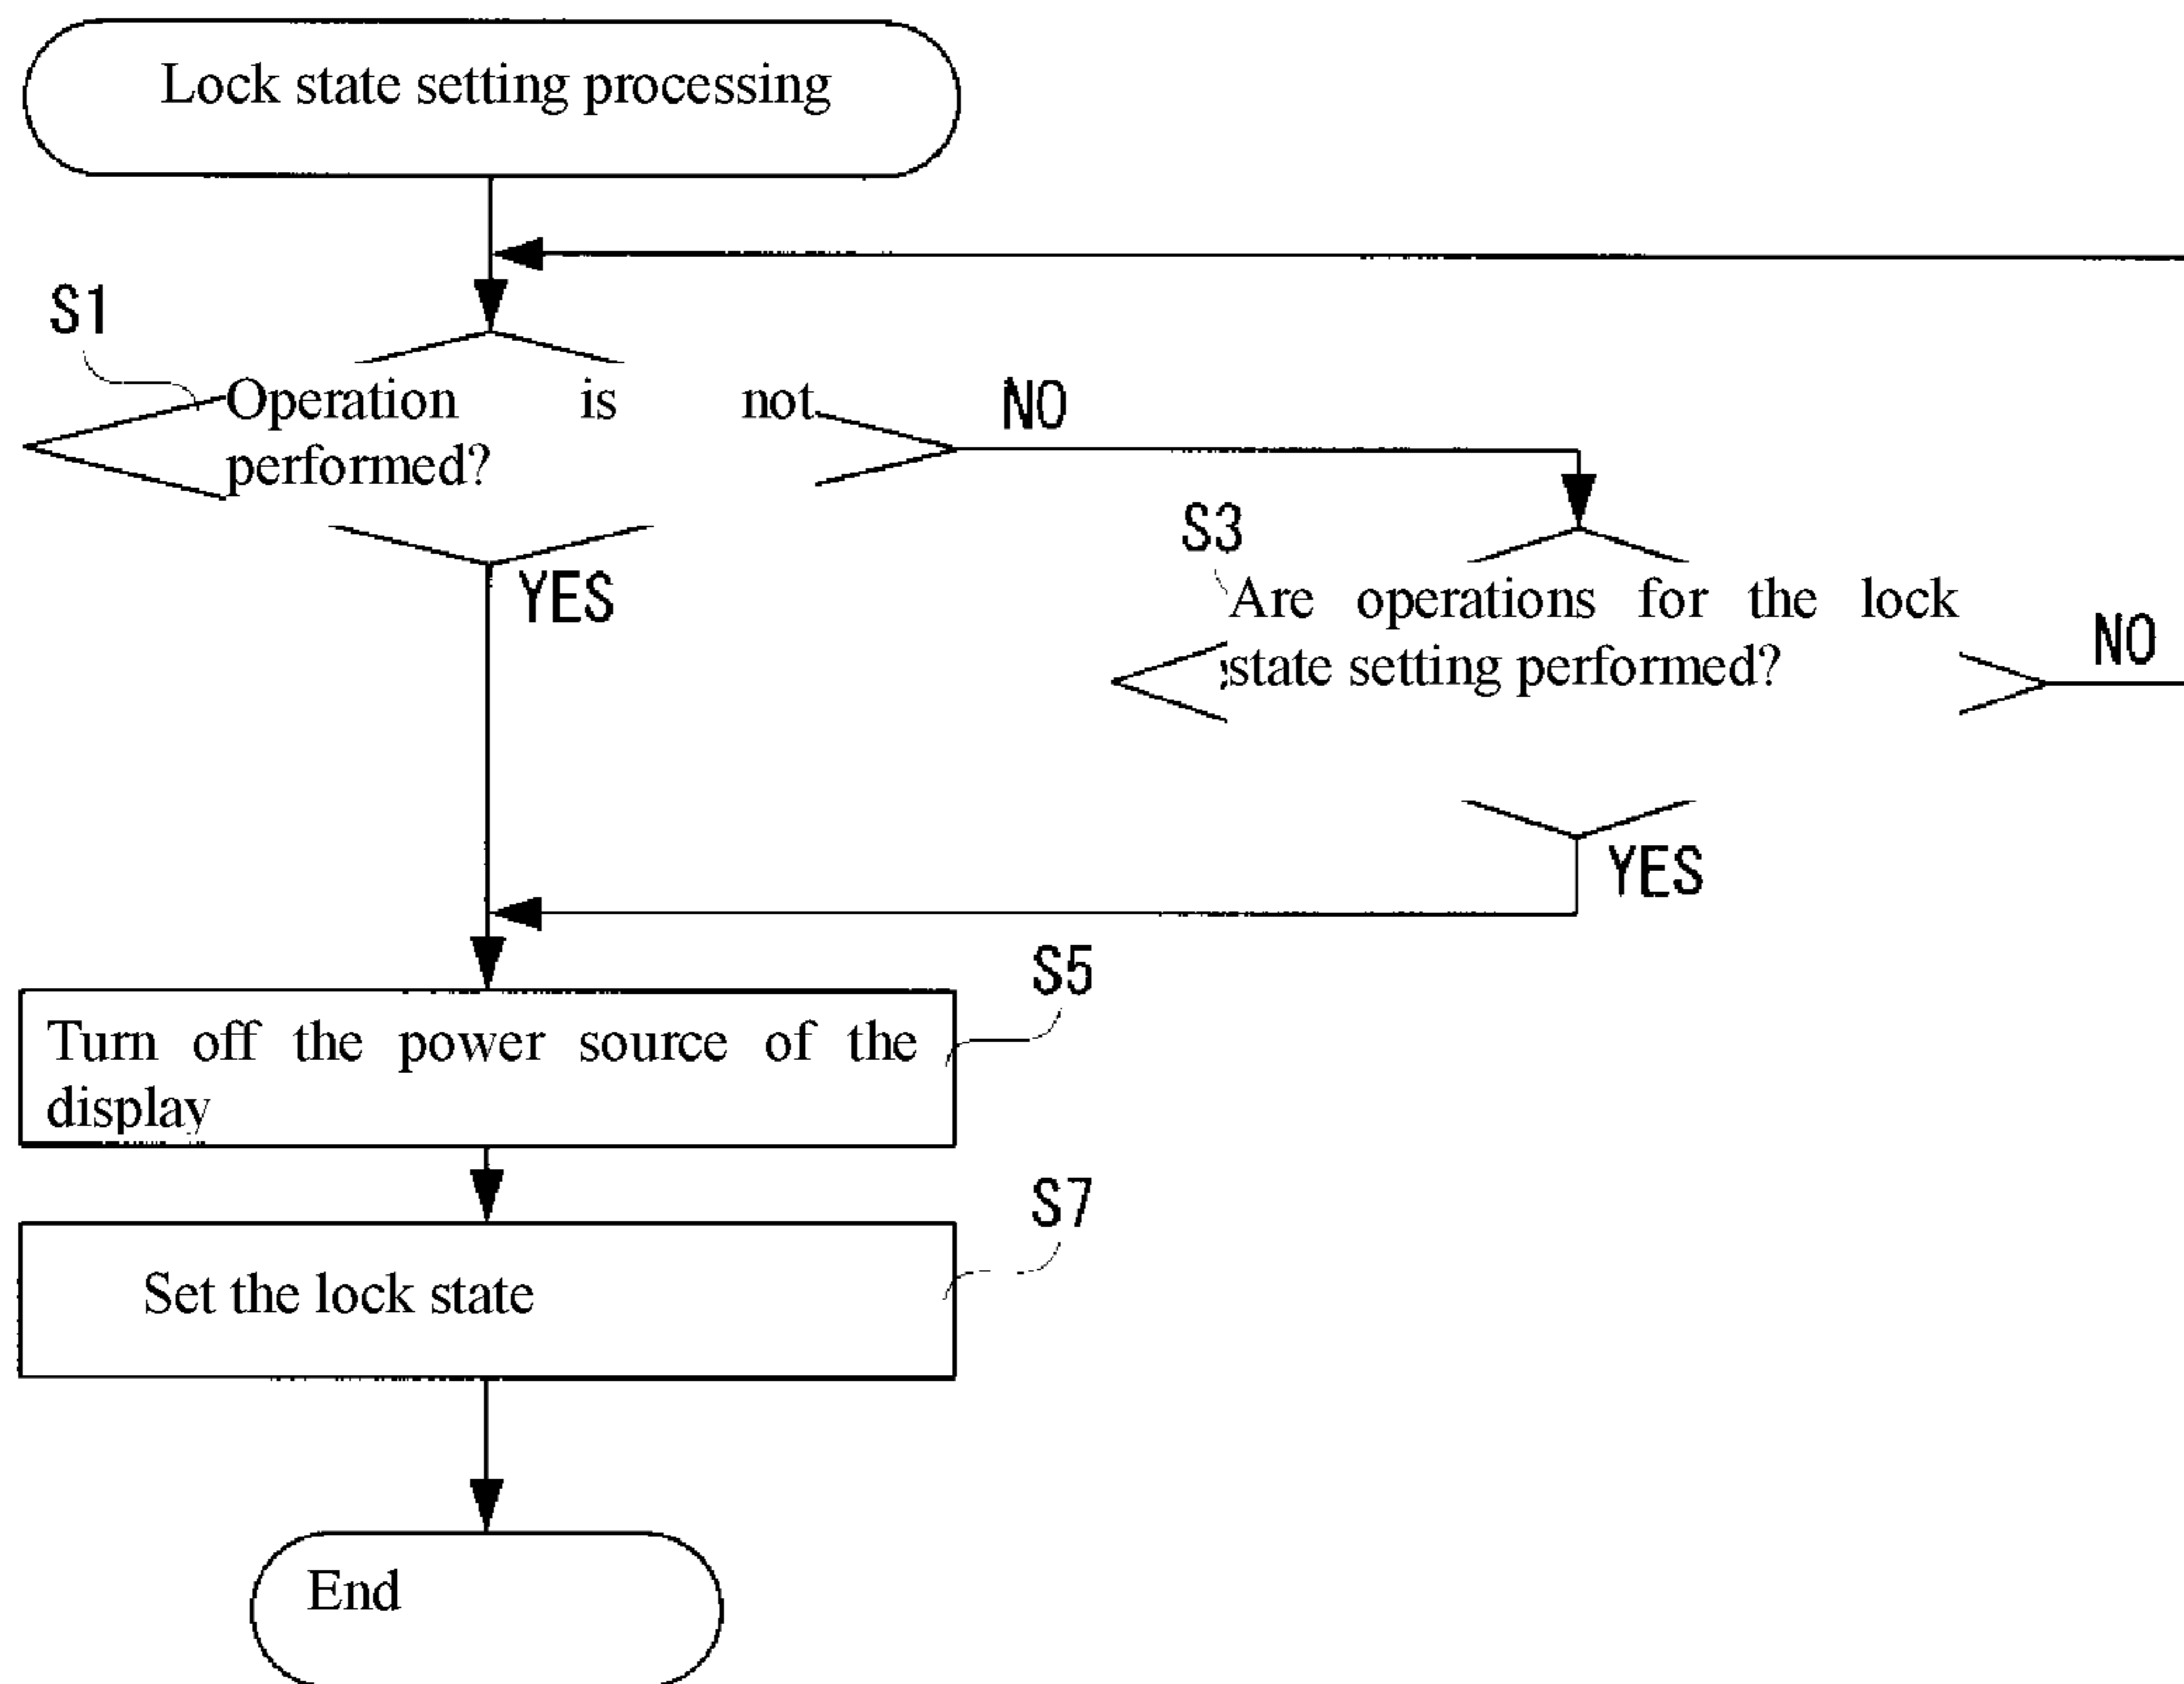 Lock state setting processing
S1
Operation is not
performed?
NO
YES
S3
Are operations for the lock
state setting performed?
NO
YES
S5
Turn off the power source of the
display
S7
Set the lock state
End